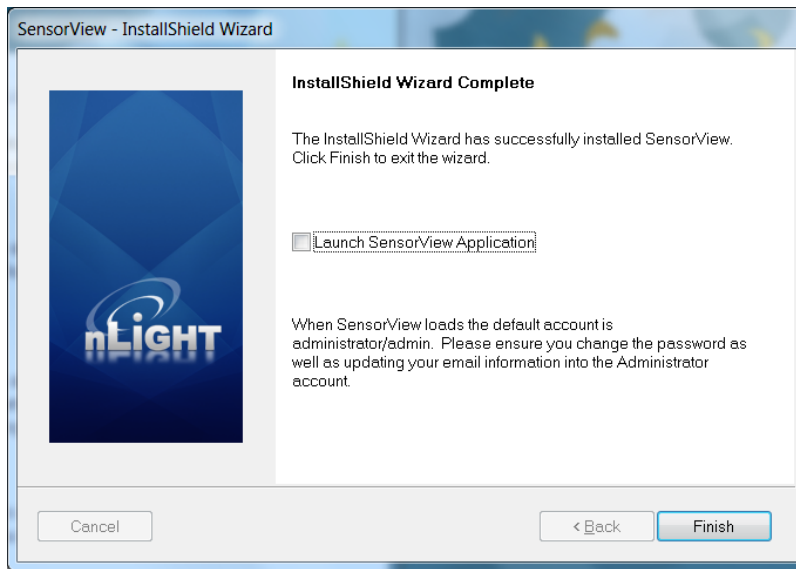 SensorView - InstallShield Wizard
InstallShield Wizard Complete
The InstallShield Wizard has successfully installed SensorView.
Click Finish to exit the wizard.
Launch SensorView Application
nLIGHT
When SensorView loads the default account is
administrator/admin. Please ensure you change the password as
well as updating your email information into the Administrator
account.
Cancel
< Back
Finish